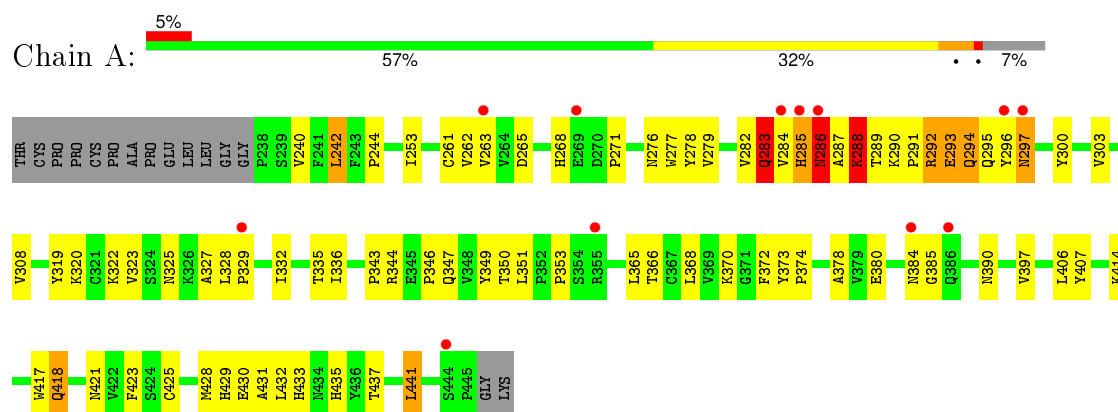 5%
Chain A:
57% 32% • • 7%
THR CYS PRO PRO CYS PRO ALA PRO GLU LEU LEU GLY GLY P238 S239 V240 F241 L242 F243 P244 I253 C261 V262 V263 V264 D265 H268 E269 D270 P271 N276 W277 Y278 V279 V282 Q283 V284 H285 N286 A287 K288 T289 K290 P291 R292 E293 Q294 Q295 Y296 N297 Y300 V303
V308 Y319 K320 C321 K322 V323 S324 N325 K326 A327 L328 P329 I332 T335 I336 P343 R344 E345 P346 Q347 V348 Y349 T350 L351 P352 P353 S354 R355 L365 T366 C367 L368 V369 K370 G371 F372 Y373 P374 A378 V379 E380 N384 G385 Q386 N390 V397 L406 Y407 K414
W417 Q418 N421 V422 F423 S424 C425 M428 H429 E430 A431 L432 H433 N434 H435 Y436 T437 L441 S444 P445 GLY LYS